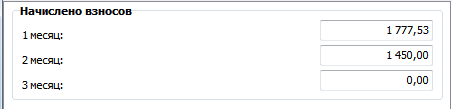 Начислено взносов
1 месяц: 1 777,53
2 месяц: 1 450,00
3 месяц: 0,00